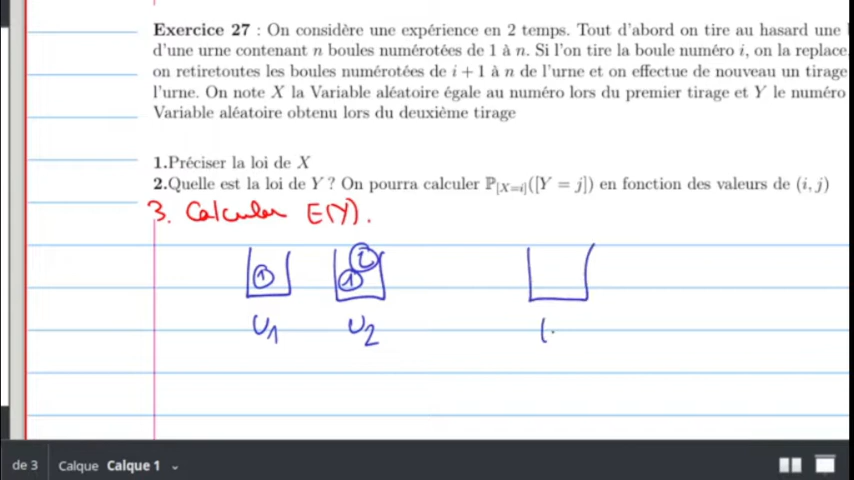 Exercice 27 : On considère une expérience en 2 temps. Tout d'abord on tire au hasard une
d'une urne contenant n boules numérotées de 1 à n. Si l'on tire la boule numéro i, on la replace,
on retiretoutes les boules numérotées de i + 1 à n de l'urne et on effectue de nouveau un tirage
l'urne. On note X la Variable aléatoire égale au numéro lors du premier tirage et Y le numéro
Variable aléatoire obtenu lors du deuxième tirage
1.Préciser la loi de X
2.Quelle est la loi de Y ? On pourra calculer ℙ[X=i]([Y = j]) en fonction des valeurs de (i, j)
3. Calculer E(Y).
1 1 2
U1 U2
de 3 Calque Calque 1